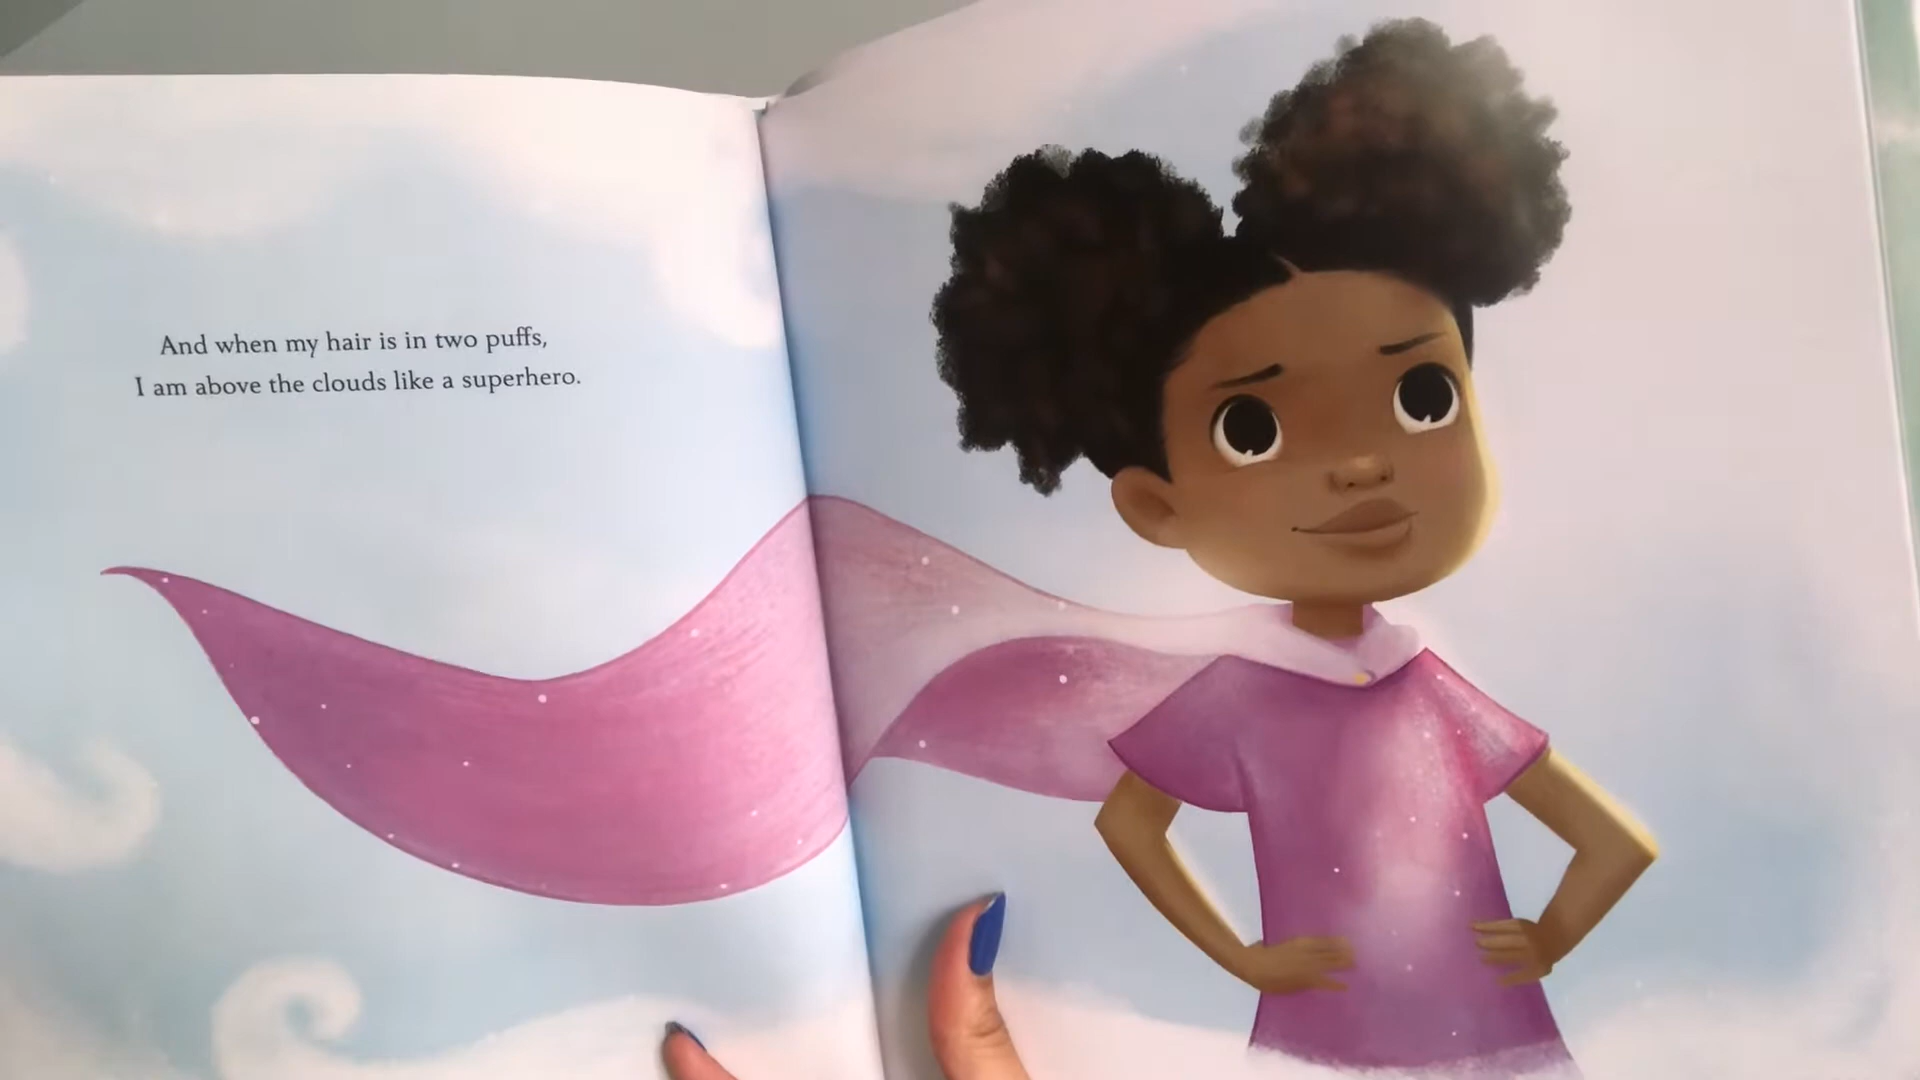 And when my hair is in two puffs,
I am above the clouds like a superhero.